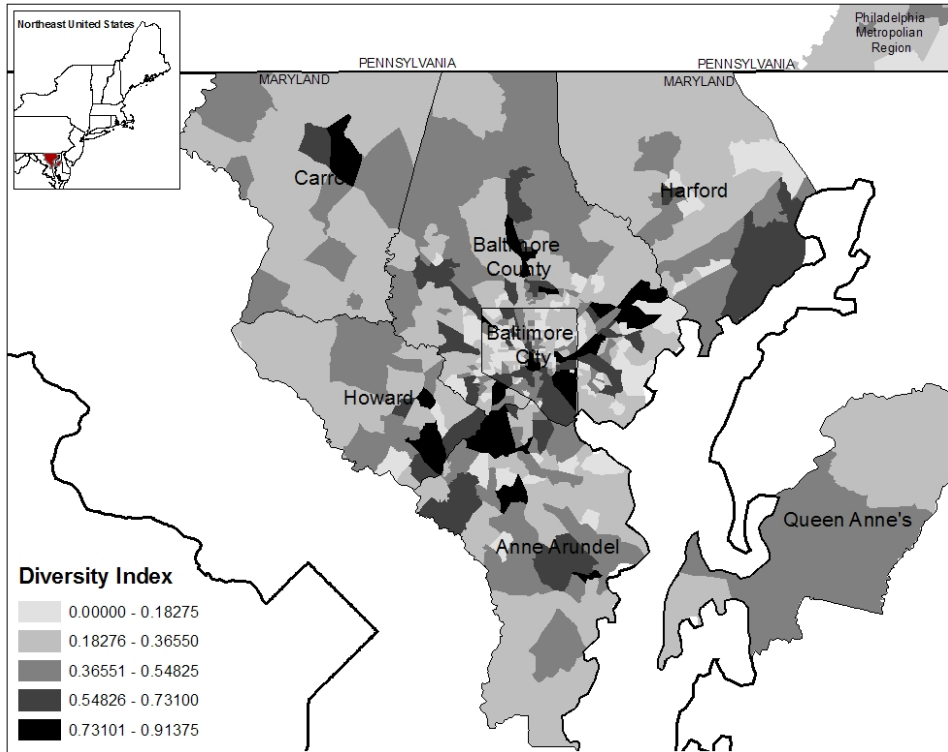 Northeast United States
Philadelphia
Metropolian
Region
PENNSYLVANIA
PENNSYLVANIA
MARYLAND
MARYLAND
Carro
Harford
Baltimore
County
Baltimore
City
Howard
Queen Anne's
Anne Arundel
Diversity Index
0.00000 - 0.18275
0.18276 - 0.36550
0.36551 - 0.54825
0.54826 - 0.73100
0.73101 - 0.91375